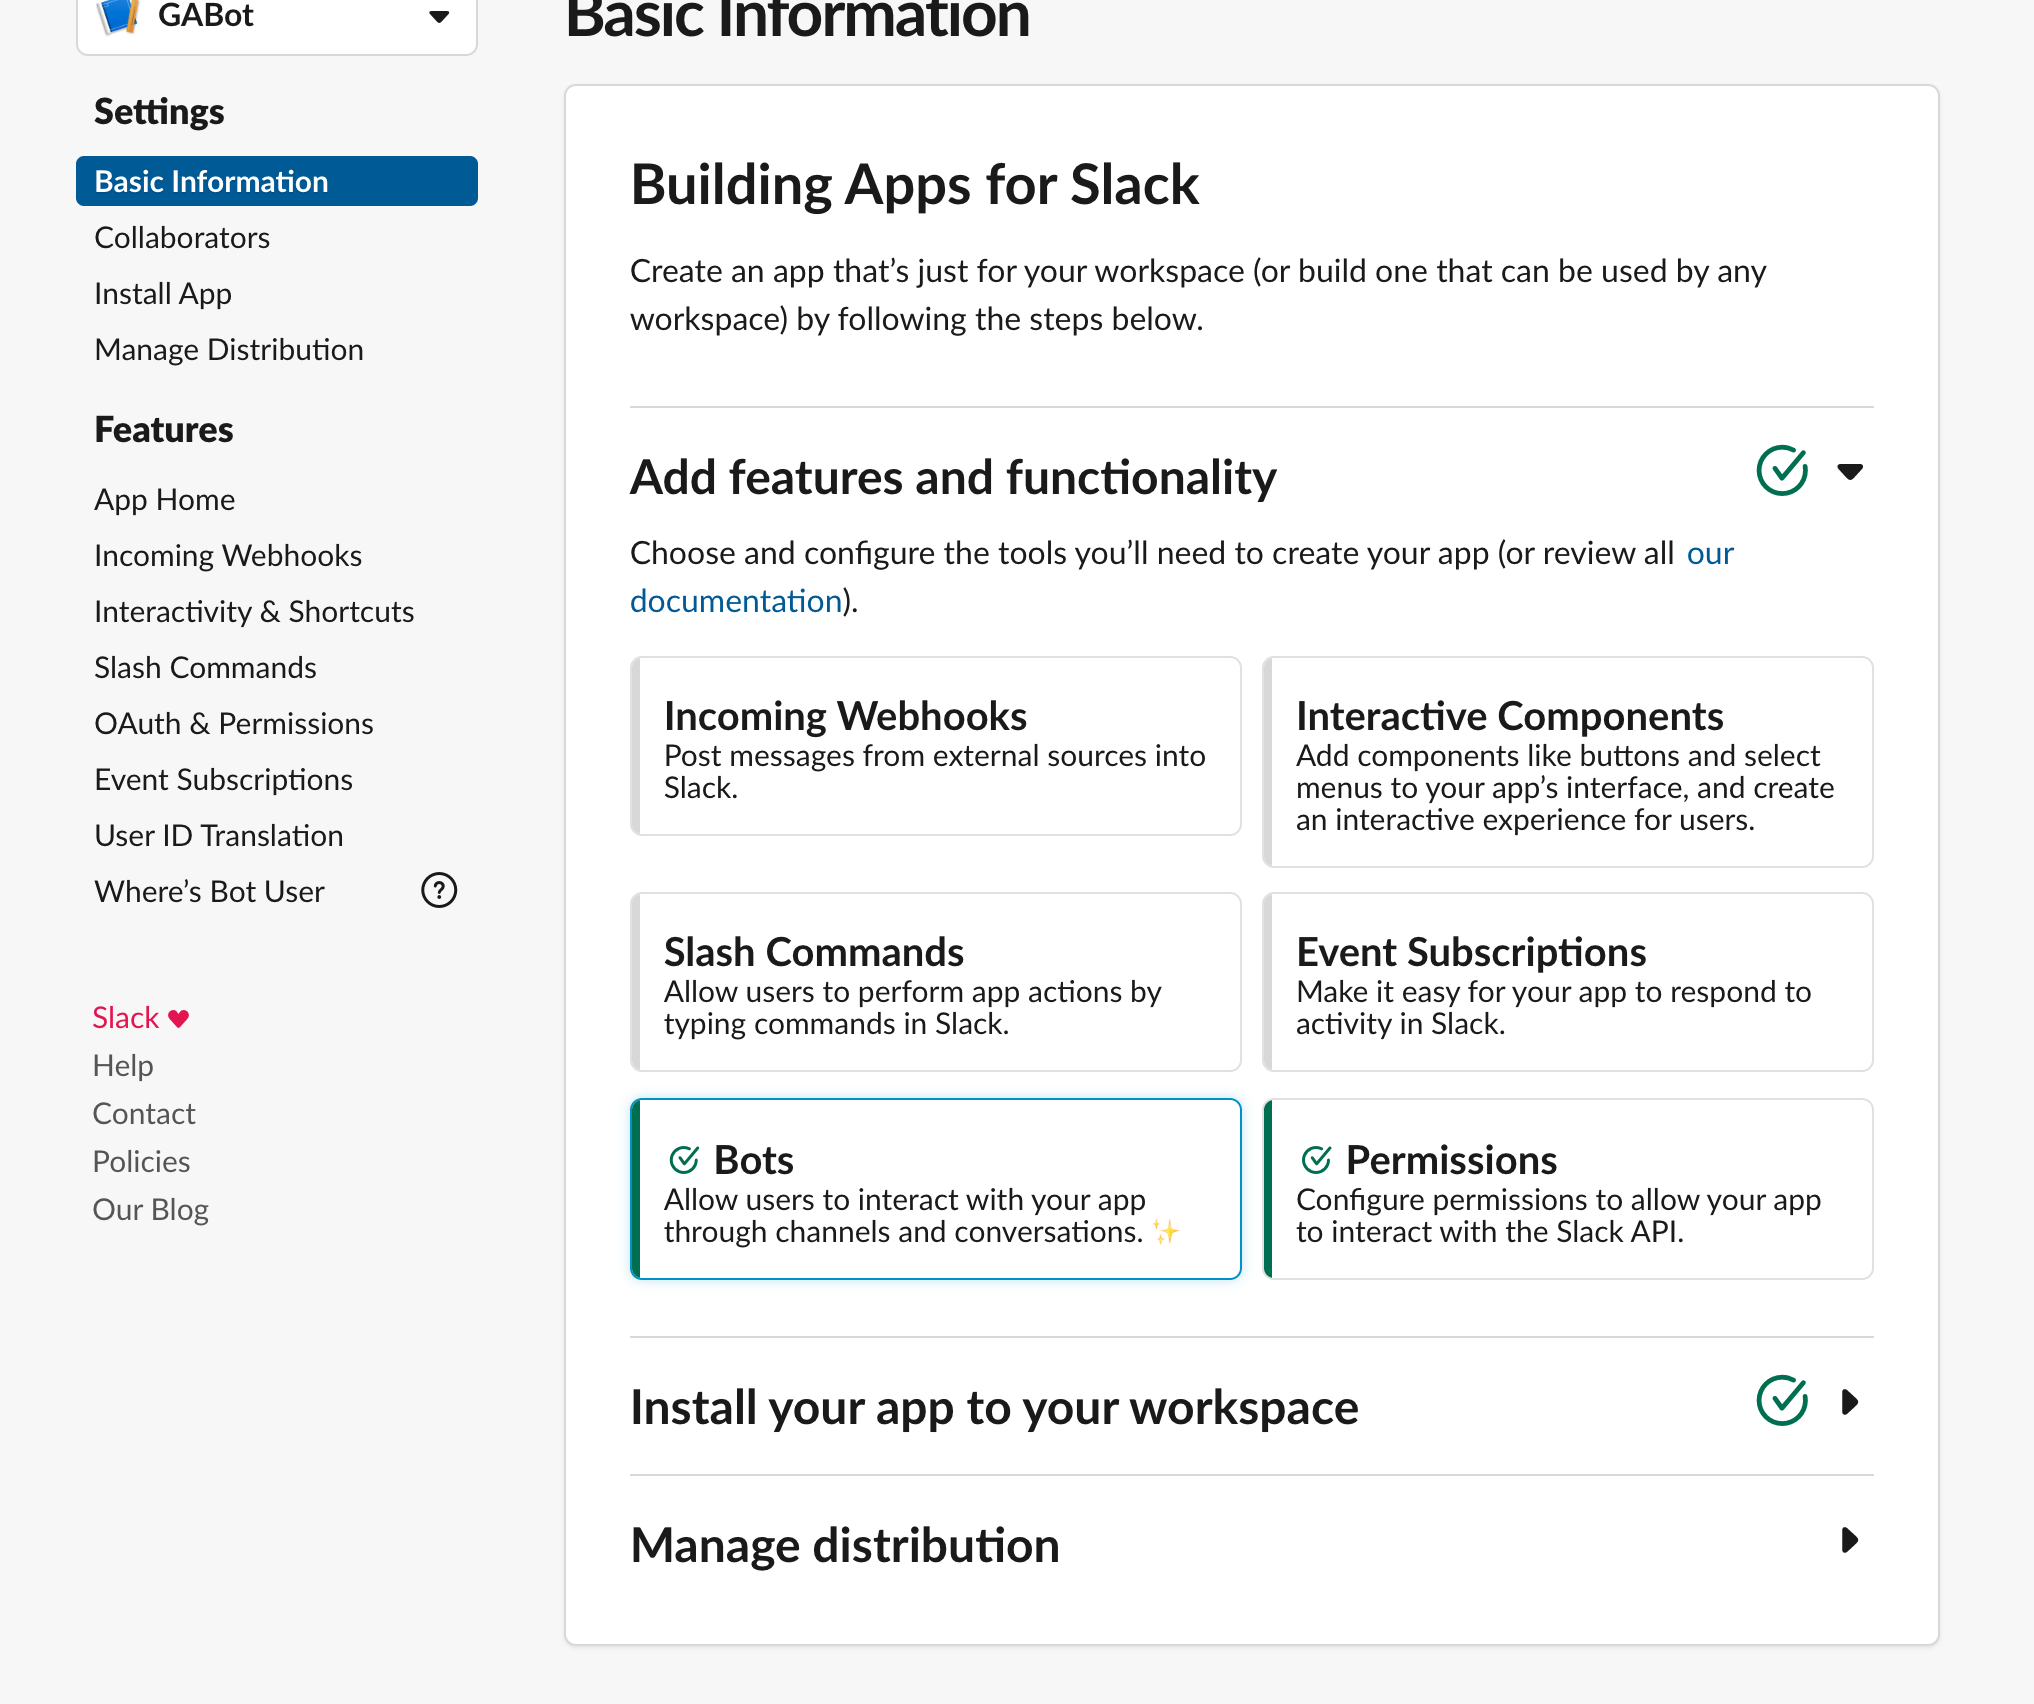 GABot
Settings
Basic Information
Collaborators
Install App
Manage Distribution
Features
App Home
Incoming Webhooks
Interactivity & Shortcuts
Slash Commands
OAuth & Permissions
Event Subscriptions
User ID Translation
Where’s Bot User
?
Slack ♥
Help
Contact
Policies
Our Blog
Basic Information
Building Apps for Slack
Create an app that’s just for your workspace (or build one that can be used by any
workspace) by following the steps below.
Add features and functionality
Choose and configure the tools you’ll need to create your app (or review all our
documentation).
Incoming Webhooks
Post messages from external sources into
Slack.
Interactive Components
Add components like buttons and select
menus to your app’s interface, and create
an interactive experience for users.
Slash Commands
Allow users to perform app actions by
typing commands in Slack.
Event Subscriptions
Make it easy for your app to respond to
activity in Slack.
Bots
Allow users to interact with your app
through channels and conversations. ✨
Permissions
Configure permissions to allow your app
to interact with the Slack API.
Install your app to your workspace
Manage distribution